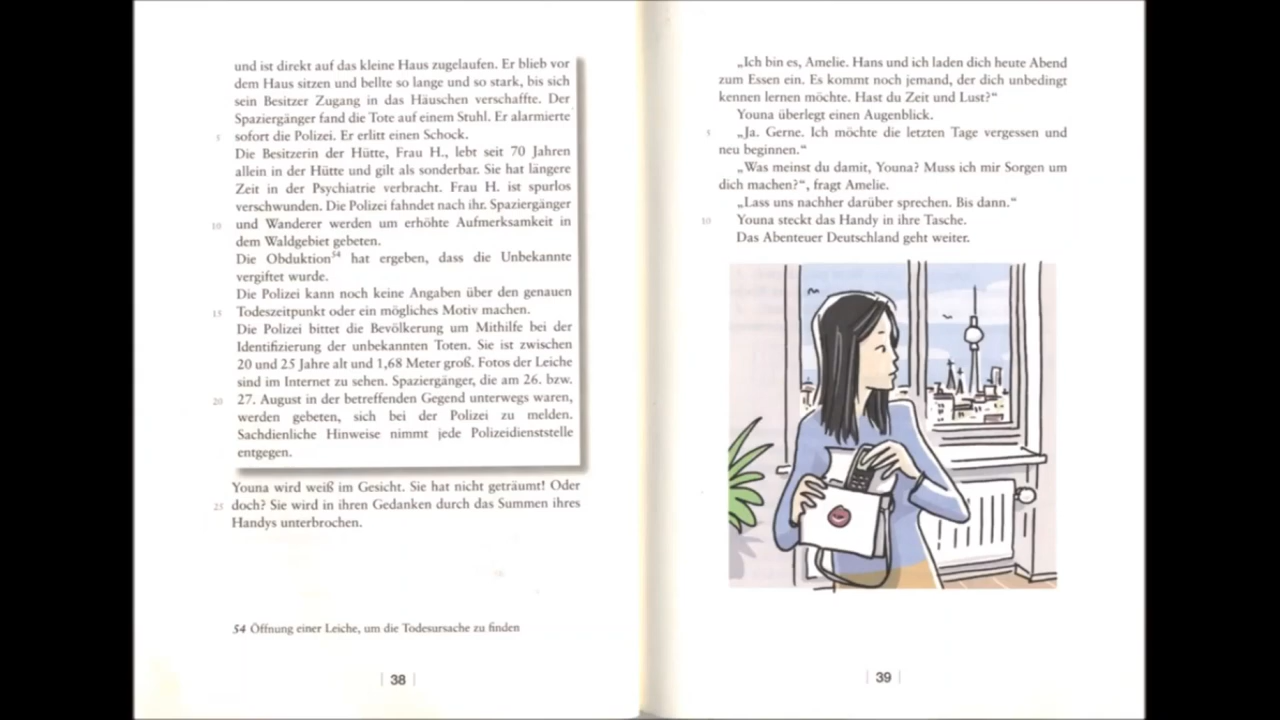 und ist direkt auf das kleine Haus zugelaufen. Er blieb vor
dem Haus sitzen und bellte so lange und so stark, bis sich
sein Besitzer Zugang in das Häuschen verschaffte. Der
Spaziergänger fand die Tote auf einem Stuhl. Er alarmierte
5 sofort die Polizei. Er erlitt einen Schock.
Die Besitzerin der Hütte, Frau H., lebt seit 70 Jahren
allein in der Hütte und gilt als sonderbar. Sie hat längere
Zeit in der Psychiatrie verbracht. Frau H. ist spurlos
verschwunden. Die Polizei fahndet nach ihr. Spaziergänger
10 und Wanderer werden um erhöhte Aufmerksamkeit in
dem Waldgebiet gebeten.
Die Obduktion⁵⁴ hat ergeben, dass die Unbekannte
vergiftet wurde.
Die Polizei kann noch keine Angaben über den genauen
15 Todeszeitpunkt oder ein mögliches Motiv machen.
Die Polizei bittet die Bevölkerung um Mithilfe bei der
Identifizierung der unbekannten Toten. Sie ist zwischen
20 und 25 Jahre alt und 1,68 Meter groß. Fotos der Leiche
sind im Internet zu sehen. Spaziergänger, die am 26. bzw.
20 27. August in der betreffenden Gegend unterwegs waren,
werden gebeten, sich bei der Polizei zu melden.
Sachdienliche Hinweise nimmt jede Polizeidienststelle
entgegen.
Youna wird weiß im Gesicht. Sie hat nicht geträumt! Oder
25 doch? Sie wird in ihren Gedanken durch das Summen ihres
Handys unterbrochen.
54 Öffnung einer Leiche, um die Todesursache zu finden
| 38 |
„Ich bin es, Amelie. Hans und ich laden dich heute Abend
zum Essen ein. Es kommt noch jemand, der dich unbedingt
kennen lernen möchte. Hast du Zeit und Lust?“
Youna überlegt einen Augenblick.
5 „Ja. Gerne. Ich möchte die letzten Tage vergessen und
neu beginnen.“
„Was meinst du damit, Youna? Muss ich mir Sorgen um
dich machen?“, fragt Amelie.
„Lass uns nachher darüber sprechen. Bis dann.“
10 Youna steckt das Handy in ihre Tasche.
Das Abenteuer Deutschland geht weiter.
| 39 |